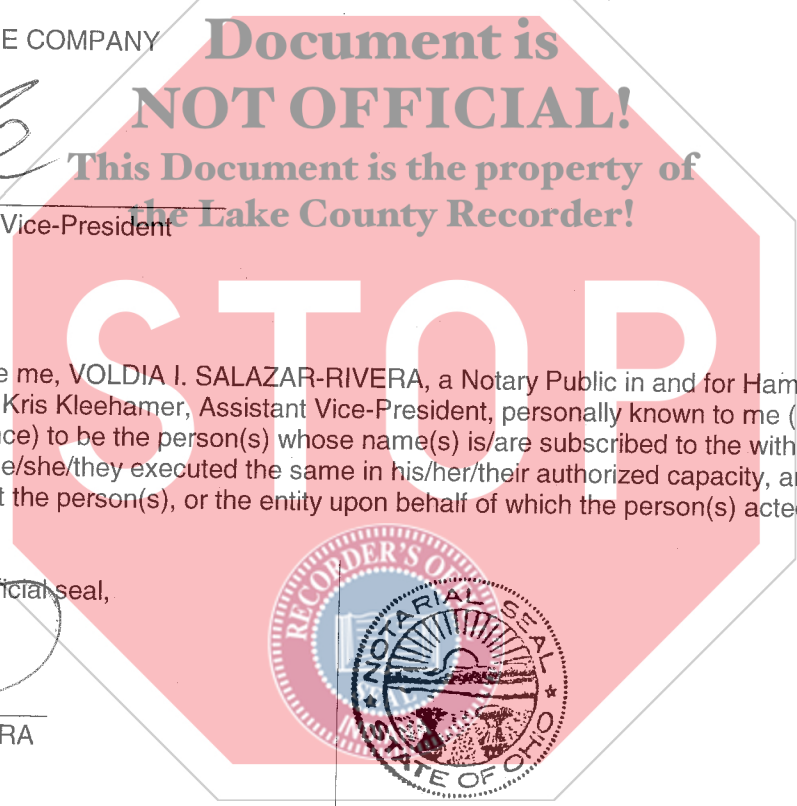 E COMPANY
Document is
NOT OFFICIAL!
This Document is the property of
the Lake County Recorder!
Vice-President
STOP
e me, VOLDIA I. SALAZAR-RIVERA, a Notary Public in and for Ham
Kris Kleehamer, Assistant Vice-President, personally known to me (
ce) to be the person(s) whose name(s) is/are subscribed to the with
e/she/they executed the same in his/her/their authorized capacity, a
t the person(s), or the entity upon behalf of which the person(s) acte
icial seal,
RECORDER'S OF
NOTARIAL SEAL
STATE OF OHIO
RA